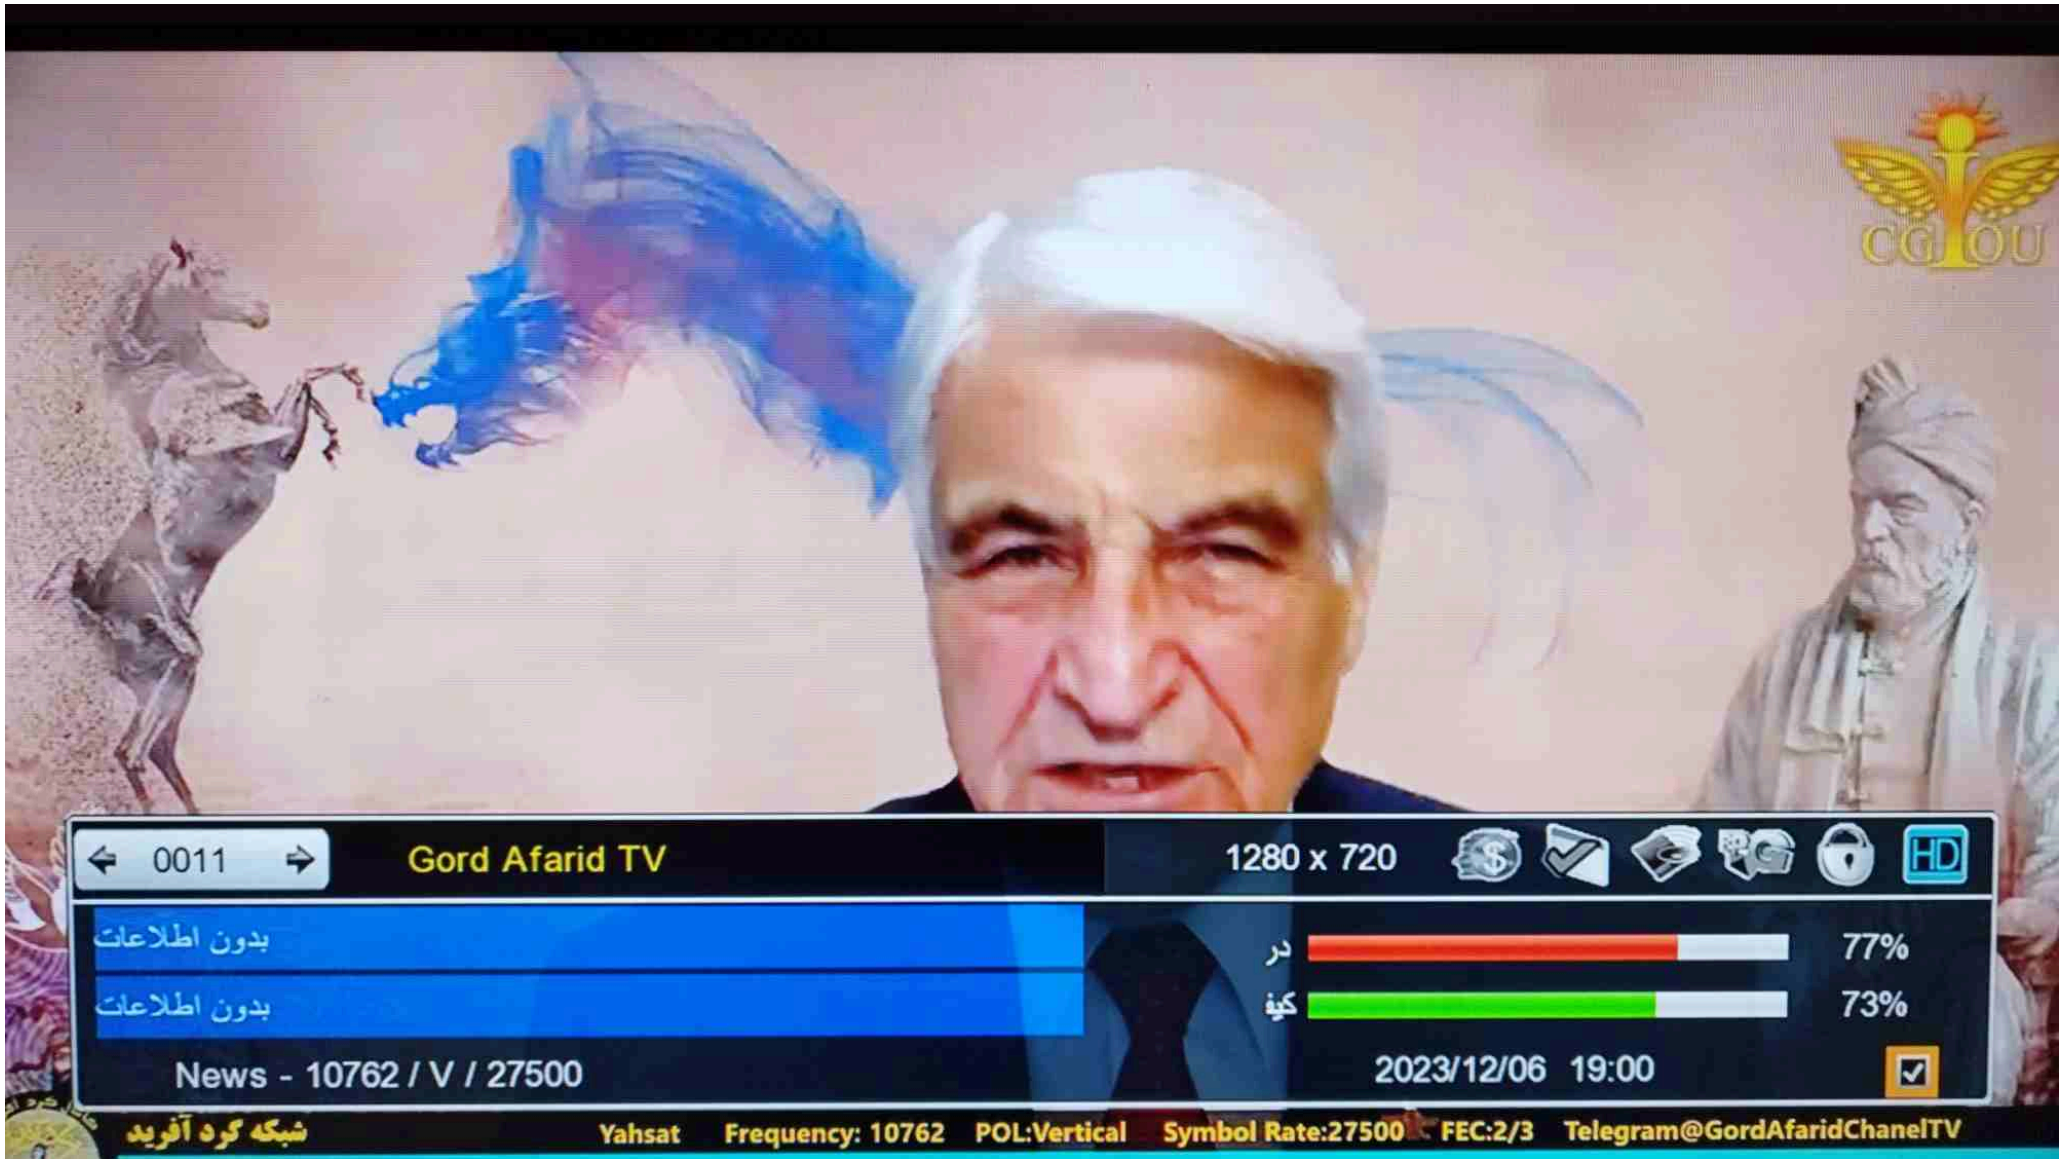 CGIOU
0011
Gord Afarid TV
1280 x 720
HD
بدون اطلاعات
در
77%
بدون اطلاعات
كيف
73%
News - 10762 / V / 27500
2023/12/06 19:00
شبکه گرد آفرید
Yahsat Frequency: 10762 POL:Vertical Symbol Rate:27500 FEC:2/3 Telegram@GordAfaridChanelTV